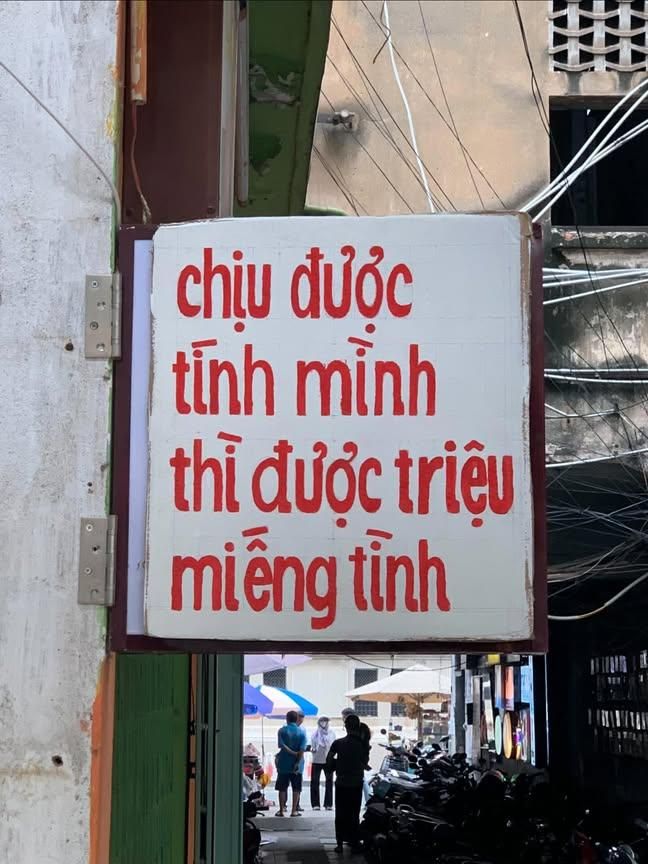 chịu được
tính mình
thì được triệu
miếng tình